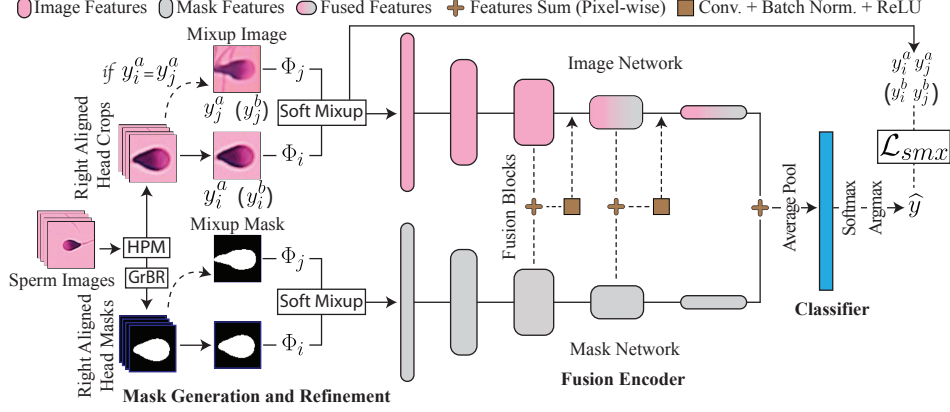 Image Features Mask Features Fused Features Features Sum (Pixel-wise) Conv. + Batch Norm. + ReLU
Mixup Image
if y_i^a = y_j^a
Φ_j
y_j^a (y_j^b)
Soft Mixup
Φ_i
y_i^a (y_i^b)
Right Aligned
Head Crops
Image Network
y_i^a y_j^a
(y_i^b y_j^b)
L_smx
Fusion Blocks
Average Pool
Softmax
Argmax
ŷ
Sperm Images
HPM
GrBR
Mixup Mask
Φ_j
Soft Mixup
Φ_i
Right Aligned
Head Masks
Classifier
Mask Network
Fusion Encoder
Mask Generation and Refinement